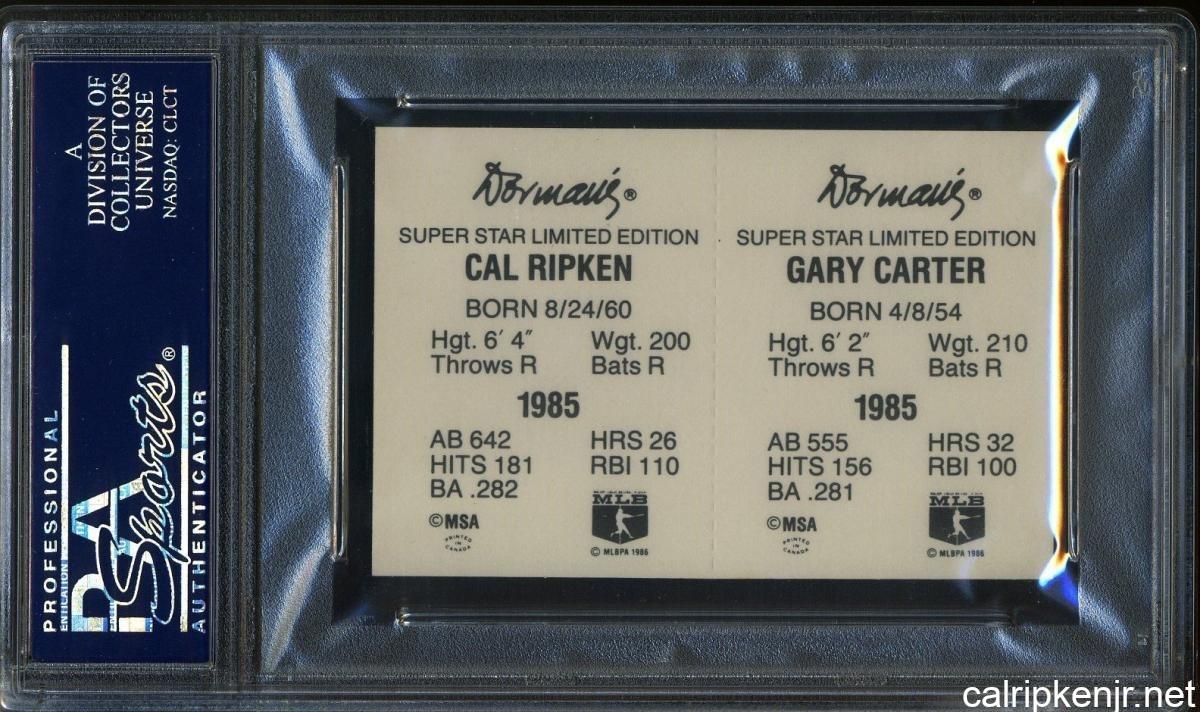 A
DIVISION OF
COLLECTORS
UNIVERSE
NASDAQ: CLCT
PROFESSIONAL
PSA
Sports®
AUTHENTICATOR
Dorman's®
SUPER STAR LIMITED EDITION
CAL RIPKEN
BORN 8/24/60
Hgt. 6′ 4″ Wgt. 200
Throws R Bats R
1985
AB 642 HRS 26
HITS 181 RBI 110
BA .282
©MSA
PRINTED
IN
CANADA
MLB
© MLBPA 1986
Dorman's®
SUPER STAR LIMITED EDITION
GARY CARTER
BORN 4/8/54
Hgt. 6′ 2″ Wgt. 210
Throws R Bats R
1985
AB 555 HRS 32
HITS 156 RBI 100
BA .281
©MSA
PRINTED
IN
CANADA
MLB
© MLBPA 1986
calripkenjr.net